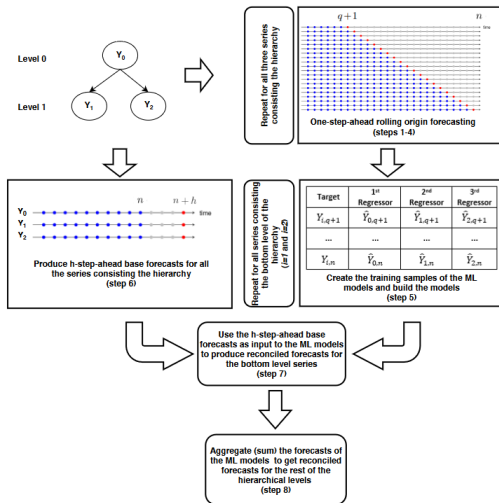 Level 0
Y0
Level 1
Y1
Y2
Repeat for all three series
consisting the hierarchy
q+1
n
time
One-step-ahead rolling origin forecasting
(steps 1-4)
n
n+h
Y0
time
Y1
Y2
Produce h-step-ahead base forecasts for all
the series consisting the hierarchy
(step 6)
Repeat for all series consisting
the bottom level of the
hierarchy
(i=1 and i=2)
Target 1st Regressor 2nd Regressor 3rd Regressor
Yi,q+1 Ŷ0,q+1 Ŷ1,q+1 Ŷ2,q+1
... ... ... ...
Yi,n Ŷ0,n Ŷ1,n Ŷ2,n
Create the training samples of the ML
models and build the models
(step 5)
Use the h-step-ahead base
forecasts as input to the ML models
to produce reconciled forecasts for
the bottom level series
(step 7)
Aggregate (sum) the forecasts of
the ML models to get reconciled
forecasts for the rest of the
hierarchical levels
(step 8)